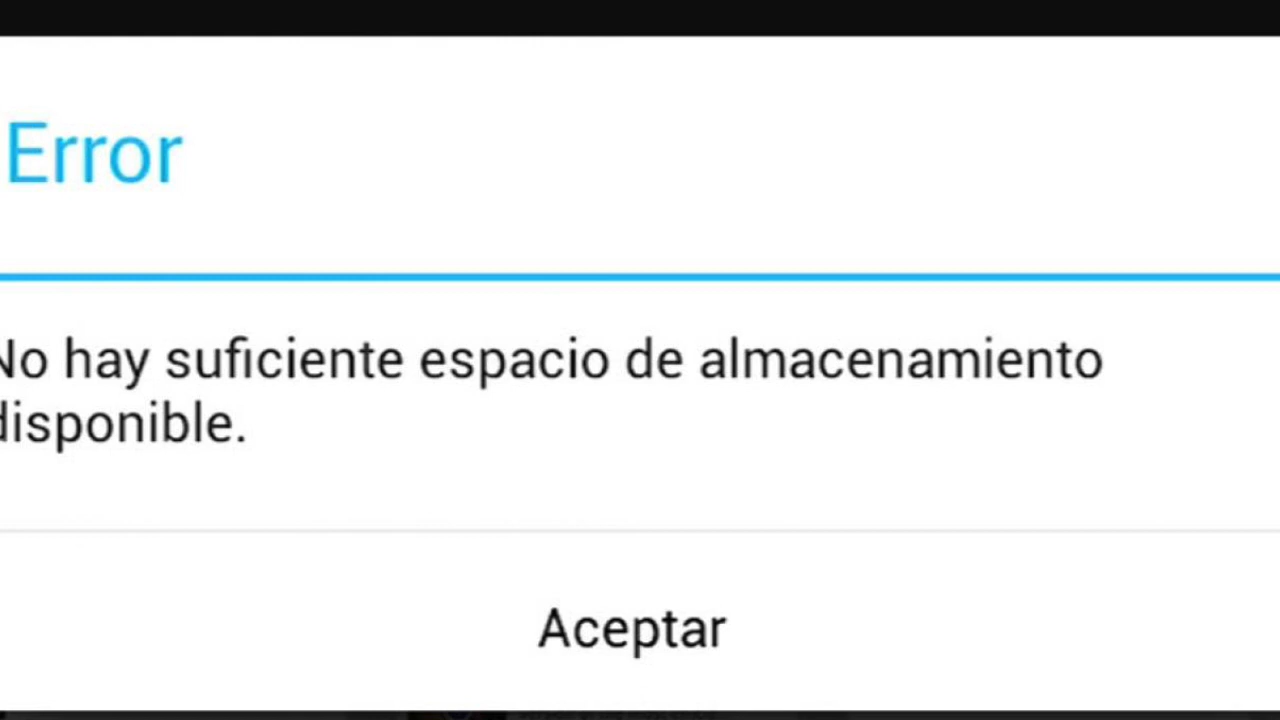 Error
No hay suficiente espacio de almacenamiento
disponible.
Aceptar